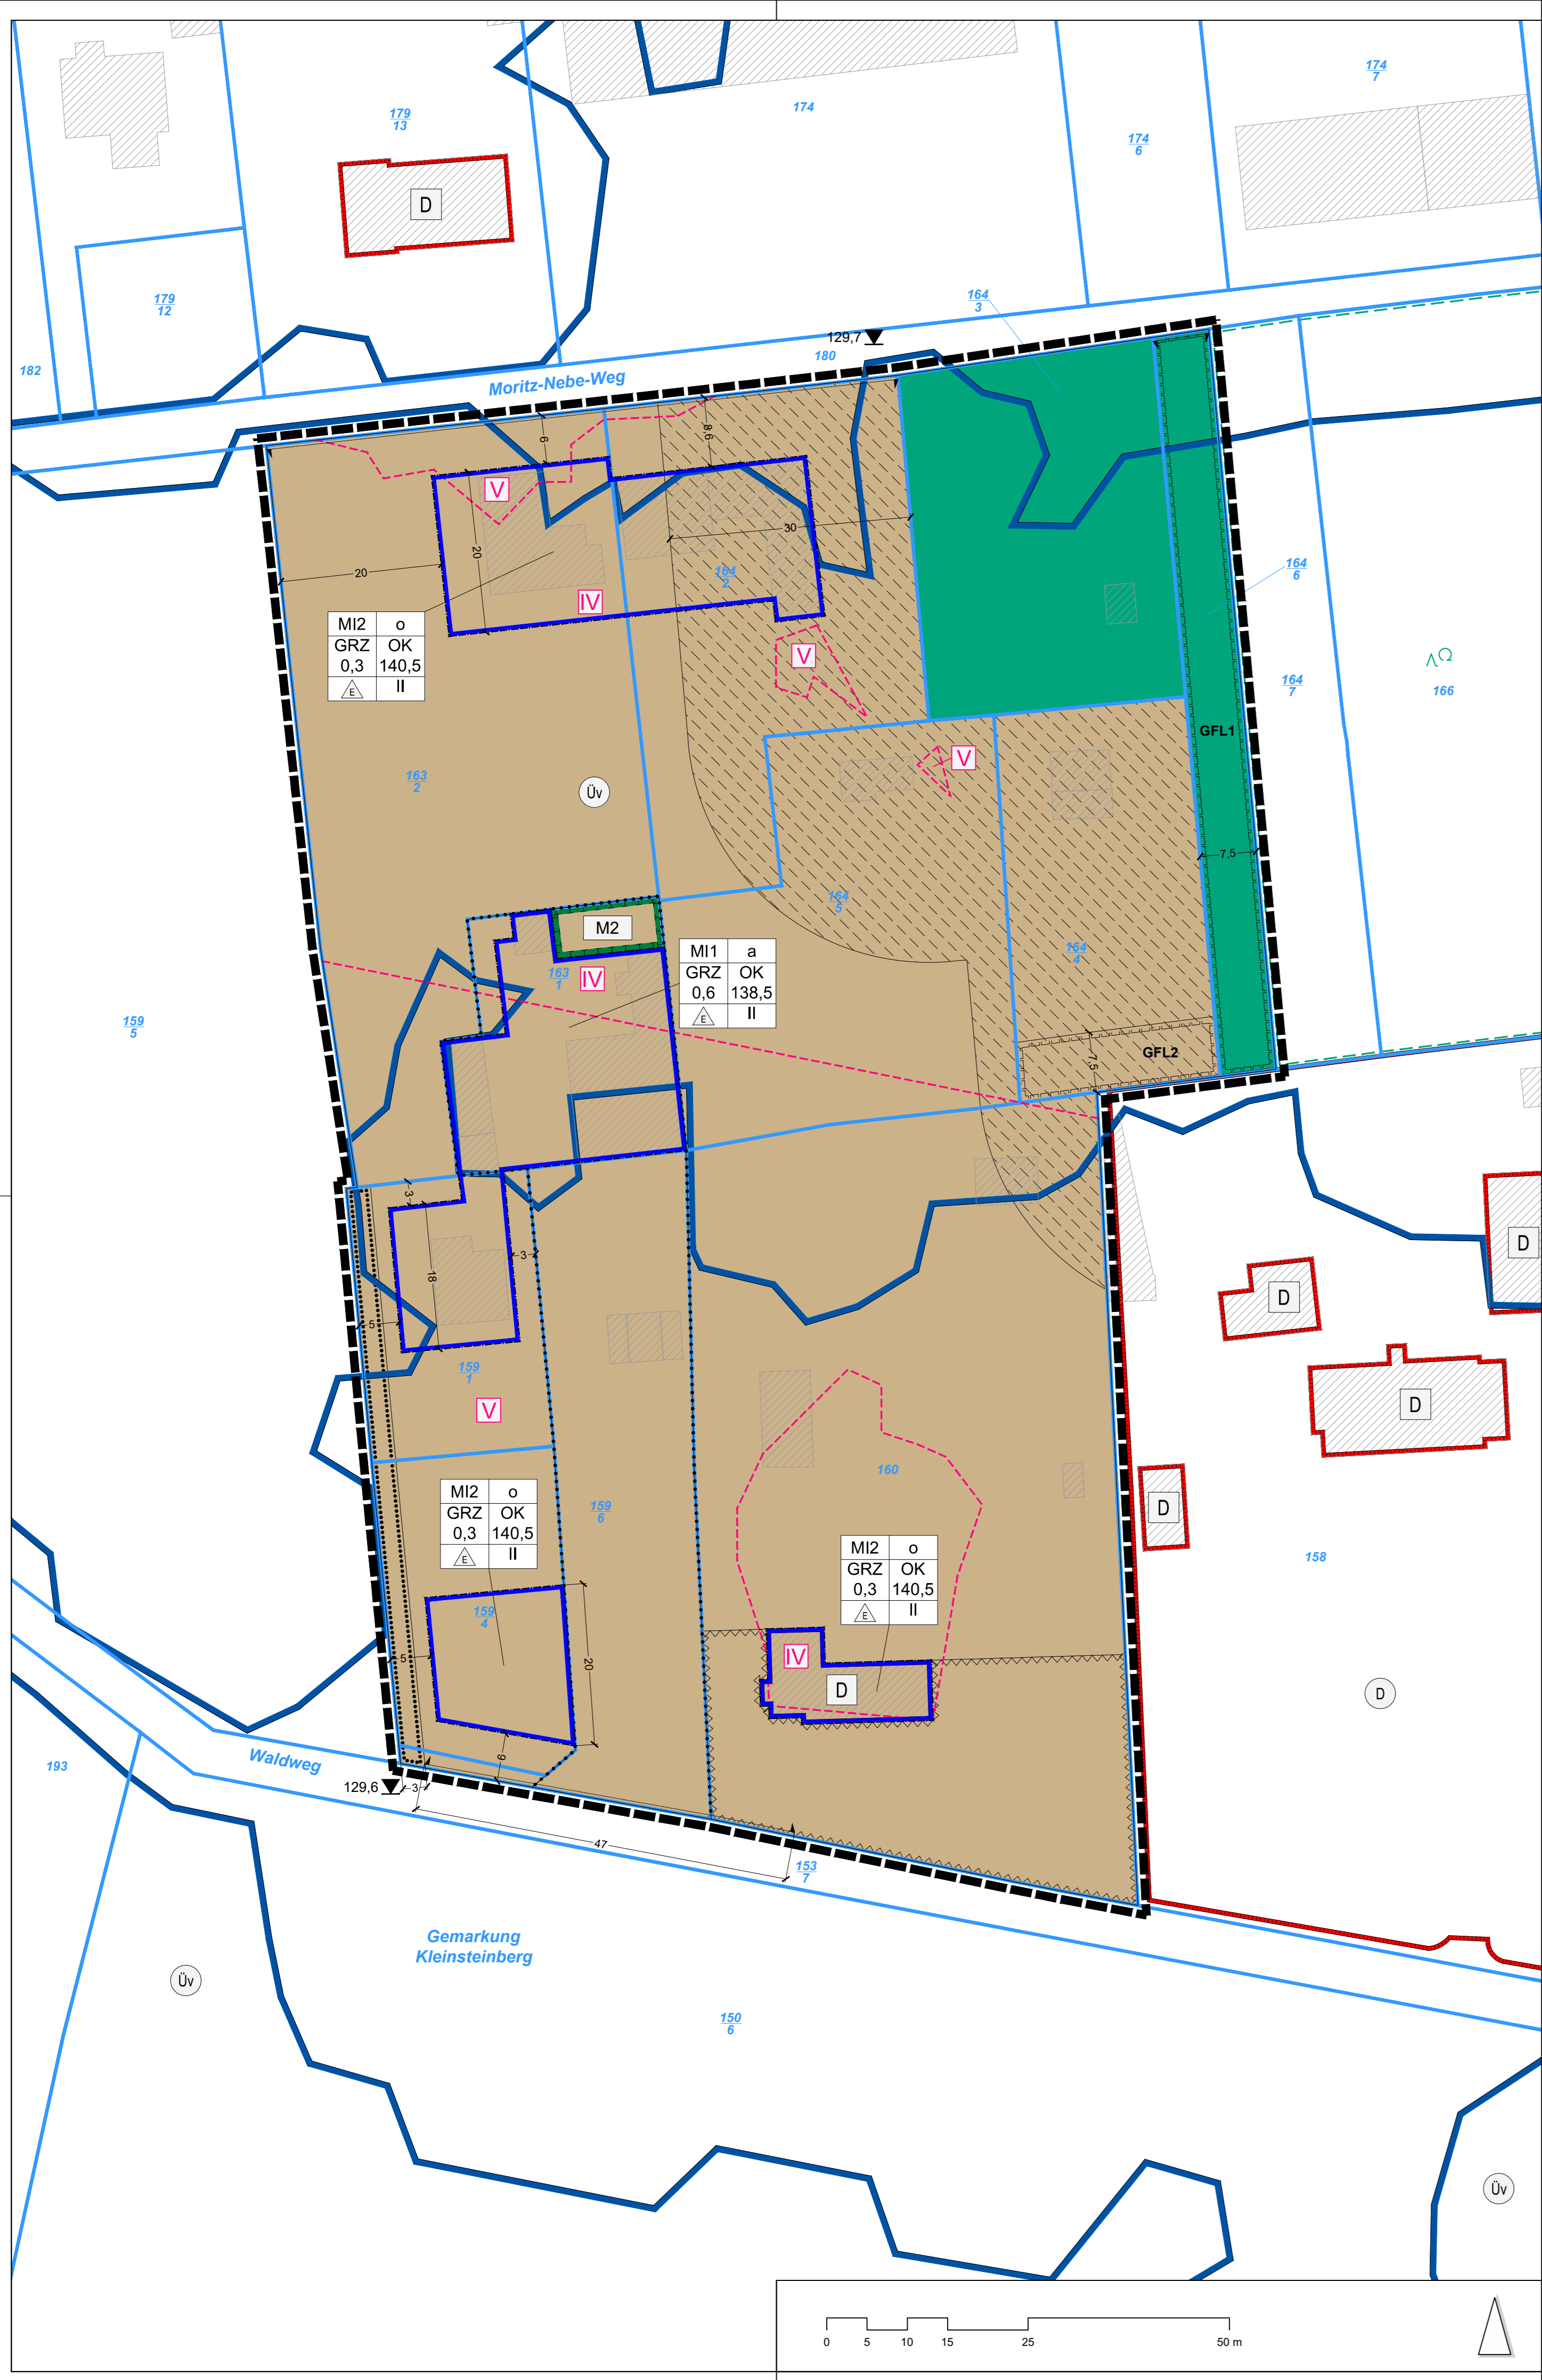 174
7
179
13
174
174
6
D
179
12
164
3
129,7
180
182
Moritz-Nebe-Weg
6
8,6
V
30
20
20
164
2
164
6
IV
MI2 o
GRZ OK
0,3 140,5
E II
V
164
7
166
GFL1
V
163
2
Üv
7,5
164
5
M2
164
4
MI1 a
GRZ OK
0,6 138,5
E II
163
1
IV
159
5
GFL2
7,5
3
3
D
18
D
5
159
1
D
V
160
MI2 o
GRZ OK
0,3 140,5
E II
159
6
D
MI2 o
GRZ OK
0,3 140,5
E II
158
159
4
5
20
IV
D
D
9
Waldweg
193
129,6
3
47
153
7
Gemarkung
Kleinsteinberg
Üv
150
6
Üv
0 5 10 15 25 50 m